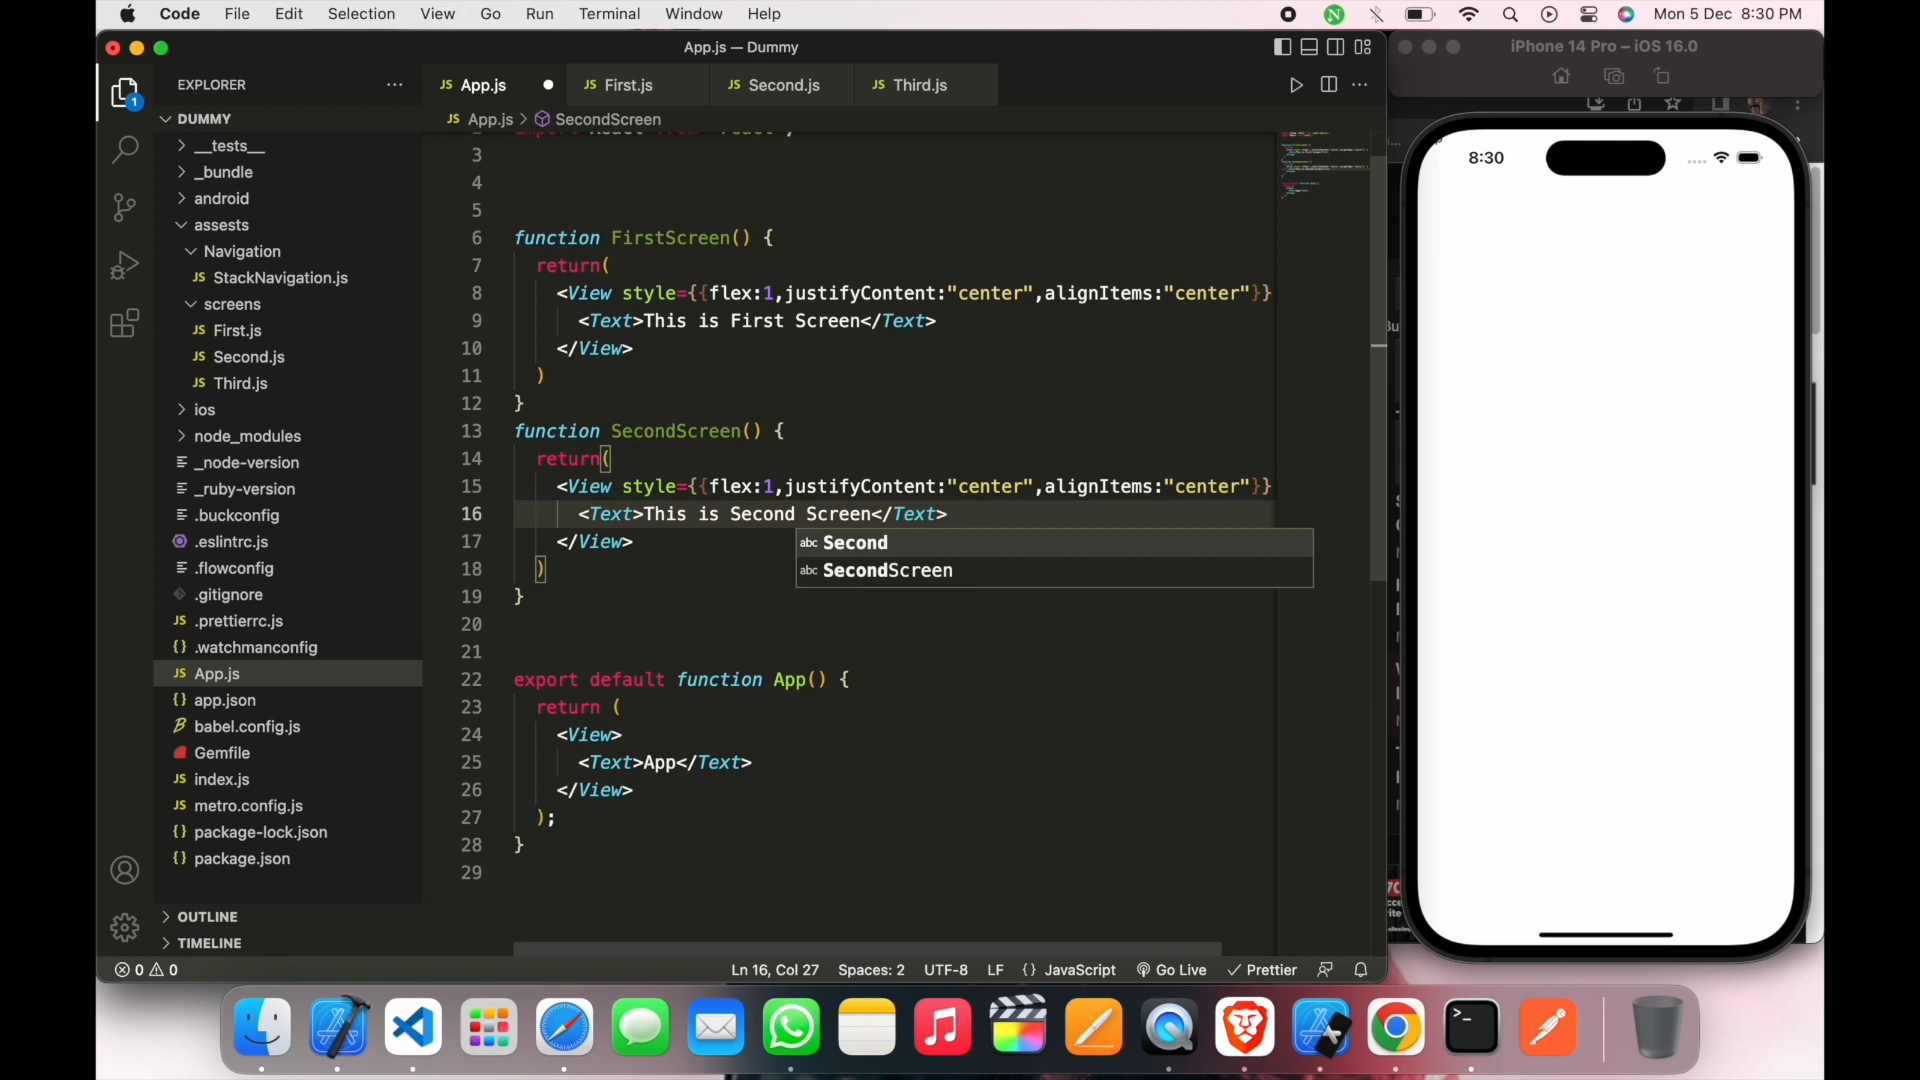 Code File Edit Selection View Go Run Terminal Window Help Mon 5 Dec 8:30 PM
App.js — Dummy
iPhone 14 Pro – iOS 16.0
EXPLORER
JS App.js
JS First.js
JS Second.js
JS Third.js
1
DUMMY
JS App.js > SecondScreen
__tests__
_bundle
android
assests
Navigation
JS StackNavigation.js
screens
JS First.js
JS Second.js
JS Third.js
ios
node_modules
_node-version
_ruby-version
.buckconfig
.eslintrc.js
.flowconfig
.gitignore
JS .prettierrc.js
{} .watchmanconfig
JS App.js
{} app.json
babel.config.js
Gemfile
JS index.js
JS metro.config.js
{} package-lock.json
{} package.json
OUTLINE
TIMELINE
3
4
5
6 function FirstScreen() {
7 return(
8 <View style={{flex:1,justifyContent:"center",alignItems:"center"}}
9 <Text>This is First Screen</Text>
10 </View>
11 )
12 }
13 function SecondScreen() {
14 return(
15 <View style={{flex:1,justifyContent:"center",alignItems:"center"}}
16 <Text>This is Second Screen</Text>
17 </View>
18 )
19 }
20
21
22 export default function App() {
23 return (
24 <View>
25 <Text>App</Text>
26 </View>
27 );
28 }
29
abc Second
abc SecondScreen
8:30
0 0 Ln 16, Col 27 Spaces: 2 UTF-8 LF {} JavaScript Go Live Prettier